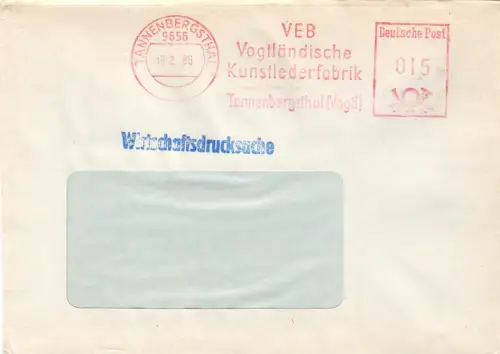 TANNENBERGSTHAL
9656
VEB
Vogtländische
Kunstlederfabrik
Tannenbergsthal (Vogtl)
Deutsche Post
015
Wirtschaftsdrucksache